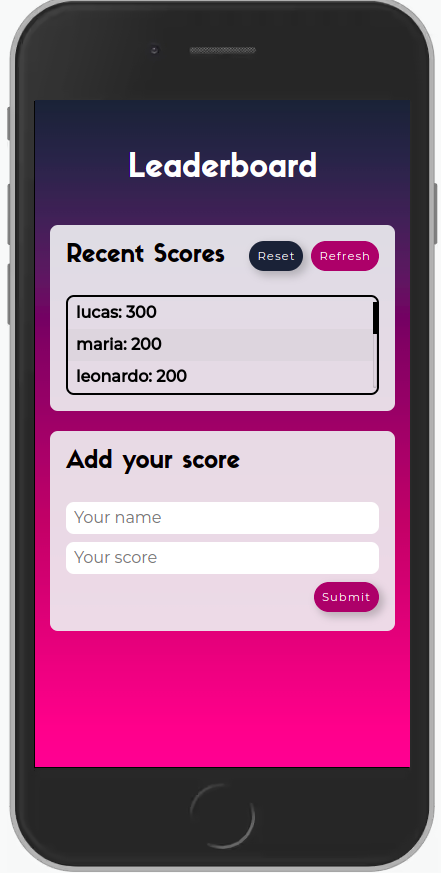 Leaderboard
Recent Scores
Reset Refresh
lucas: 300
maria: 200
leonardo: 200
Add your score
Your name
Your score
Submit